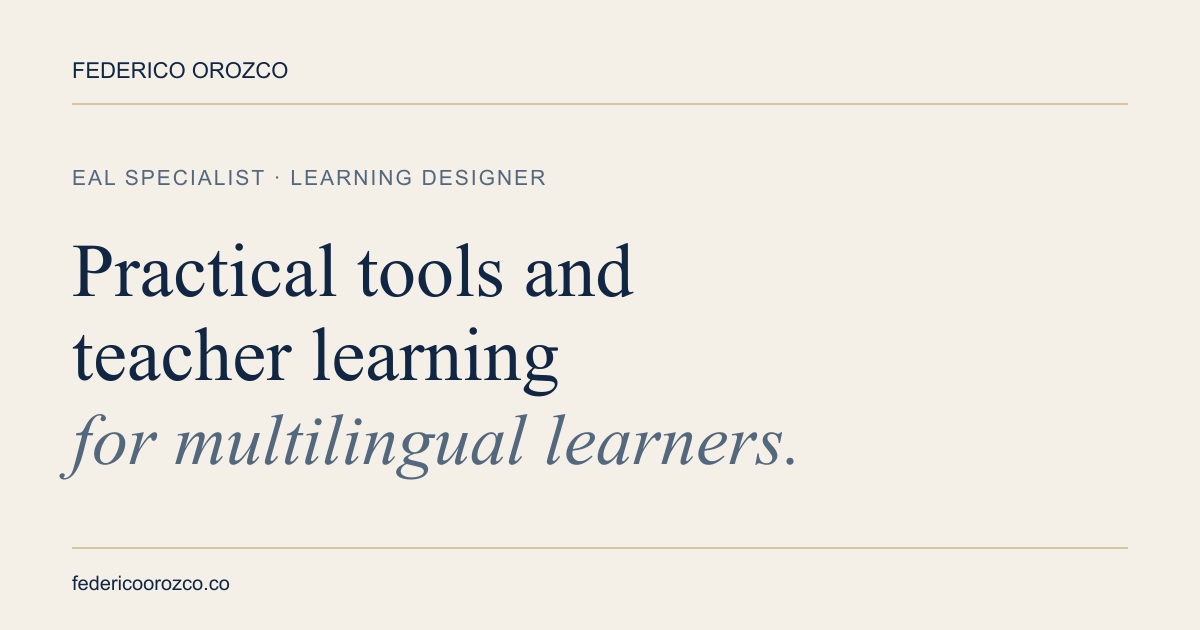 FEDERICO OROZCO
EAL SPECIALIST · LEARNING DESIGNER
Practical tools and
teacher learning
for multilingual learners.
federicoorozco.co